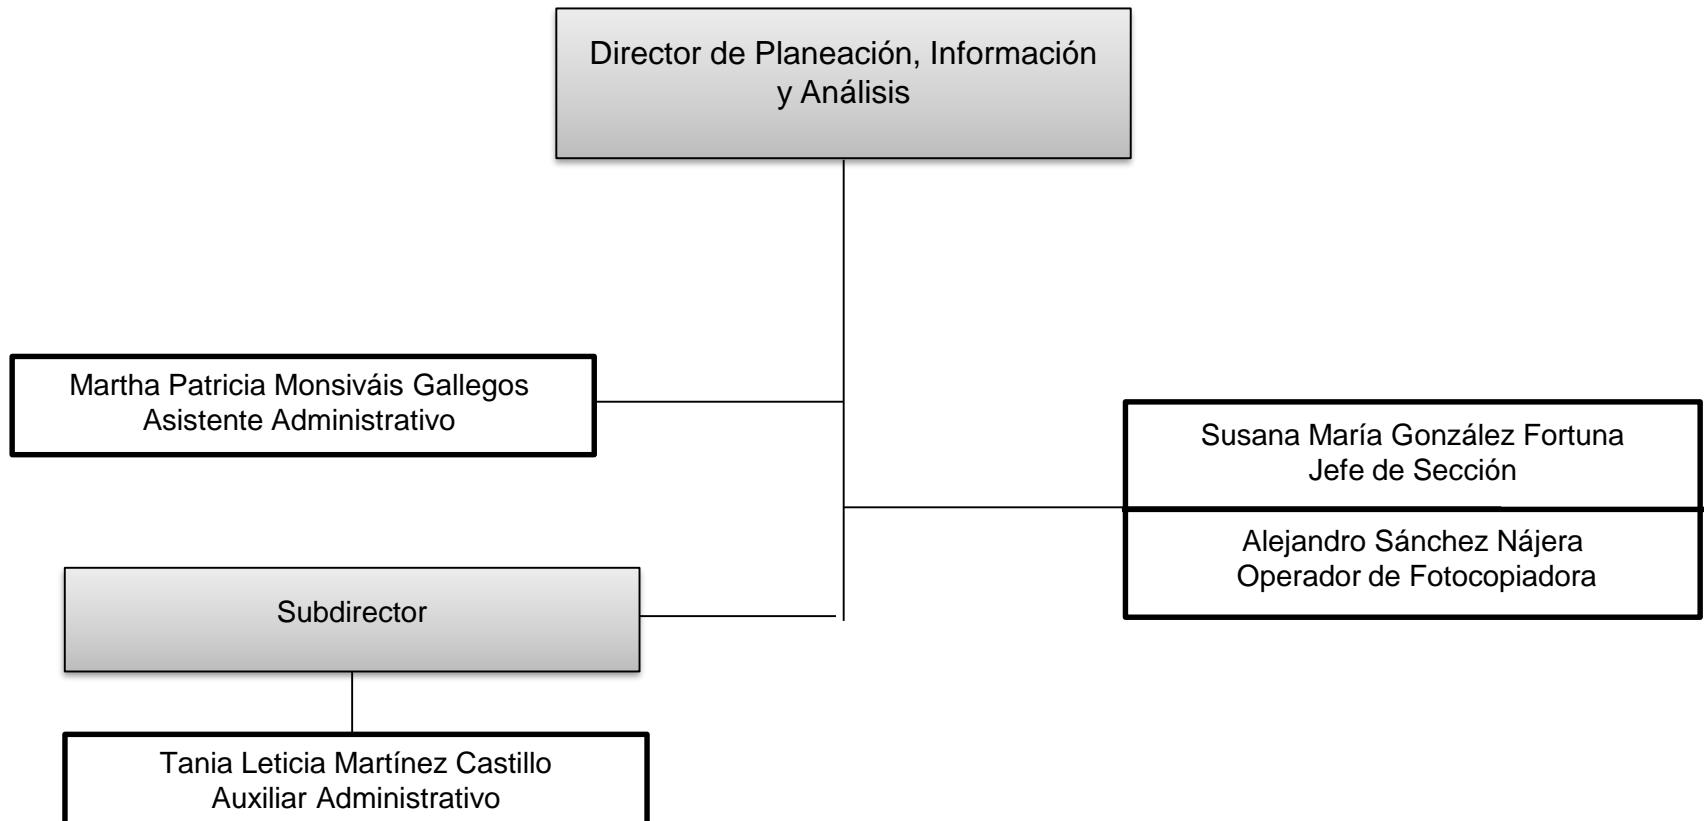 Director de Planeación, Información
y Análisis
Martha Patricia Monsiváis Gallegos
Asistente Administrativo
Susana María González Fortuna
Jefe de Sección
Alejandro Sánchez Nájera
Operador de Fotocopiadora
Subdirector
Tania Leticia Martínez Castillo
Auxiliar Administrativo